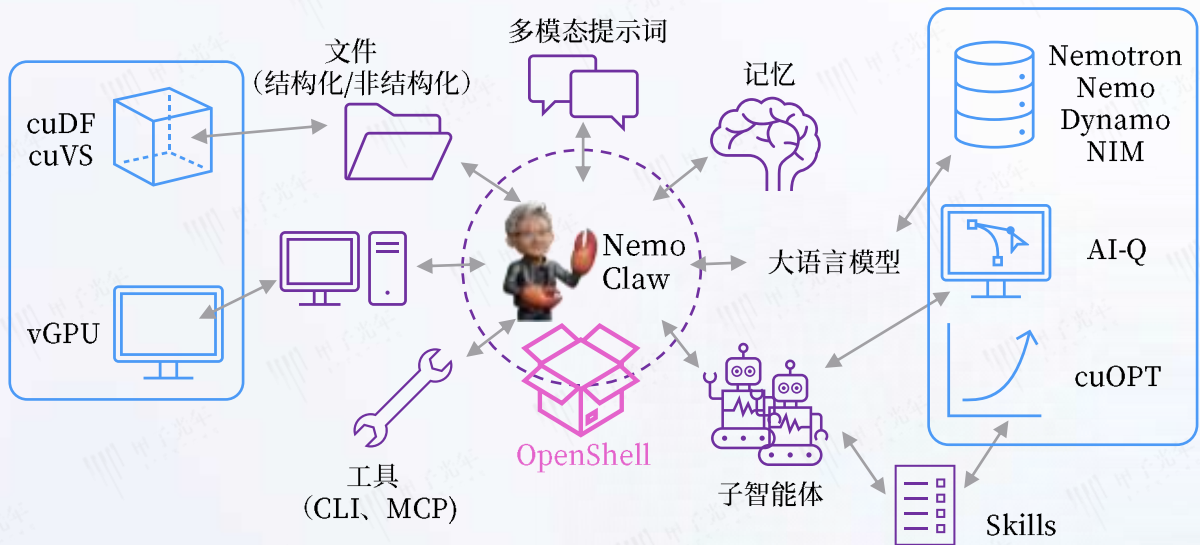 多模态提示词
文件
（结构化/非结构化）
记忆
cuDF
cuVS
Nemotron
Nemo
Dynamo
NIM
Nemo
Claw
大语言模型
AI-Q
vGPU
cuOPT
OpenShell
工具
（CLI、MCP)
子智能体
Skills